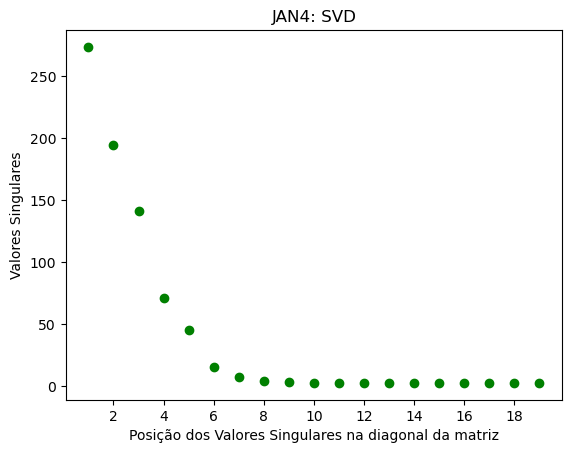 JAN4: SVD
Valores Singulares
250
200
150
100
50
0
2 4 6 8 10 12 14 16 18
Posição dos Valores Singulares na diagonal da matriz